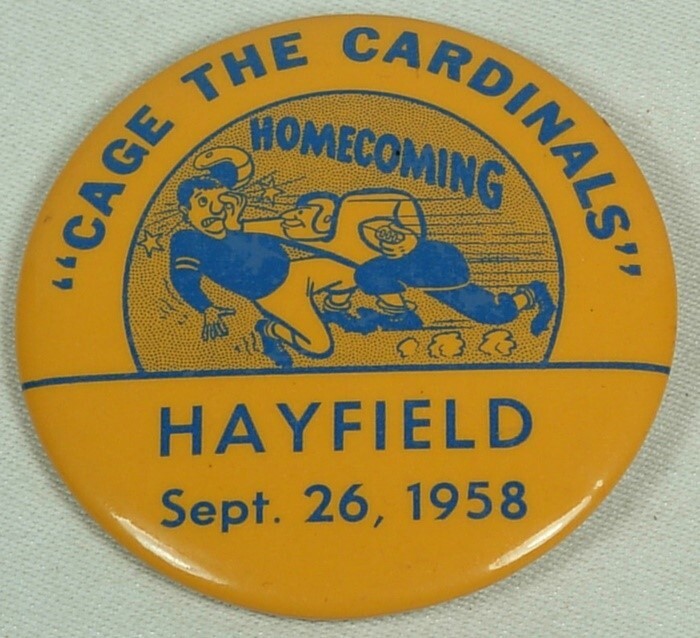 "CAGE THE CARDINALS"
HOMECOMING
HAYFIELD
Sept. 26, 1958